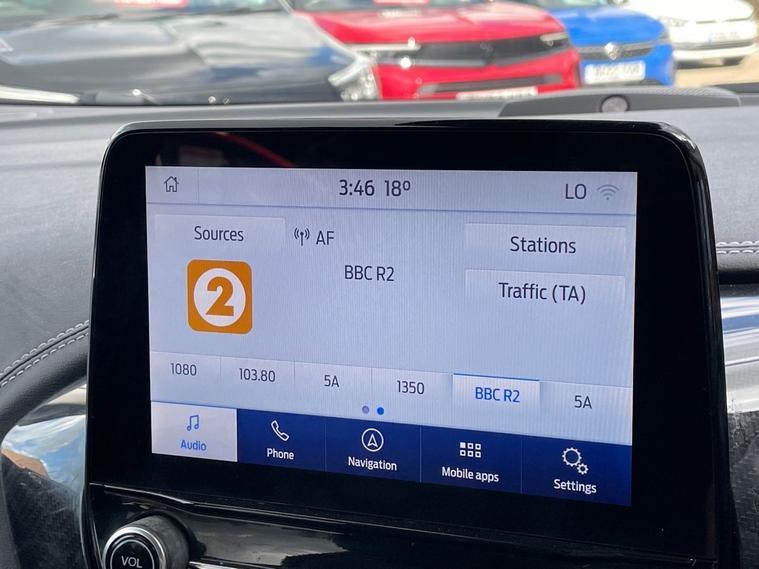 3:46 18º
LO
Sources
AF
Stations
BBC R2
2
Traffic (TA)
1080
103.80
5A
1350
BBC R2
5A
Audio
Phone
Navigation
Mobile apps
Settings
VOL